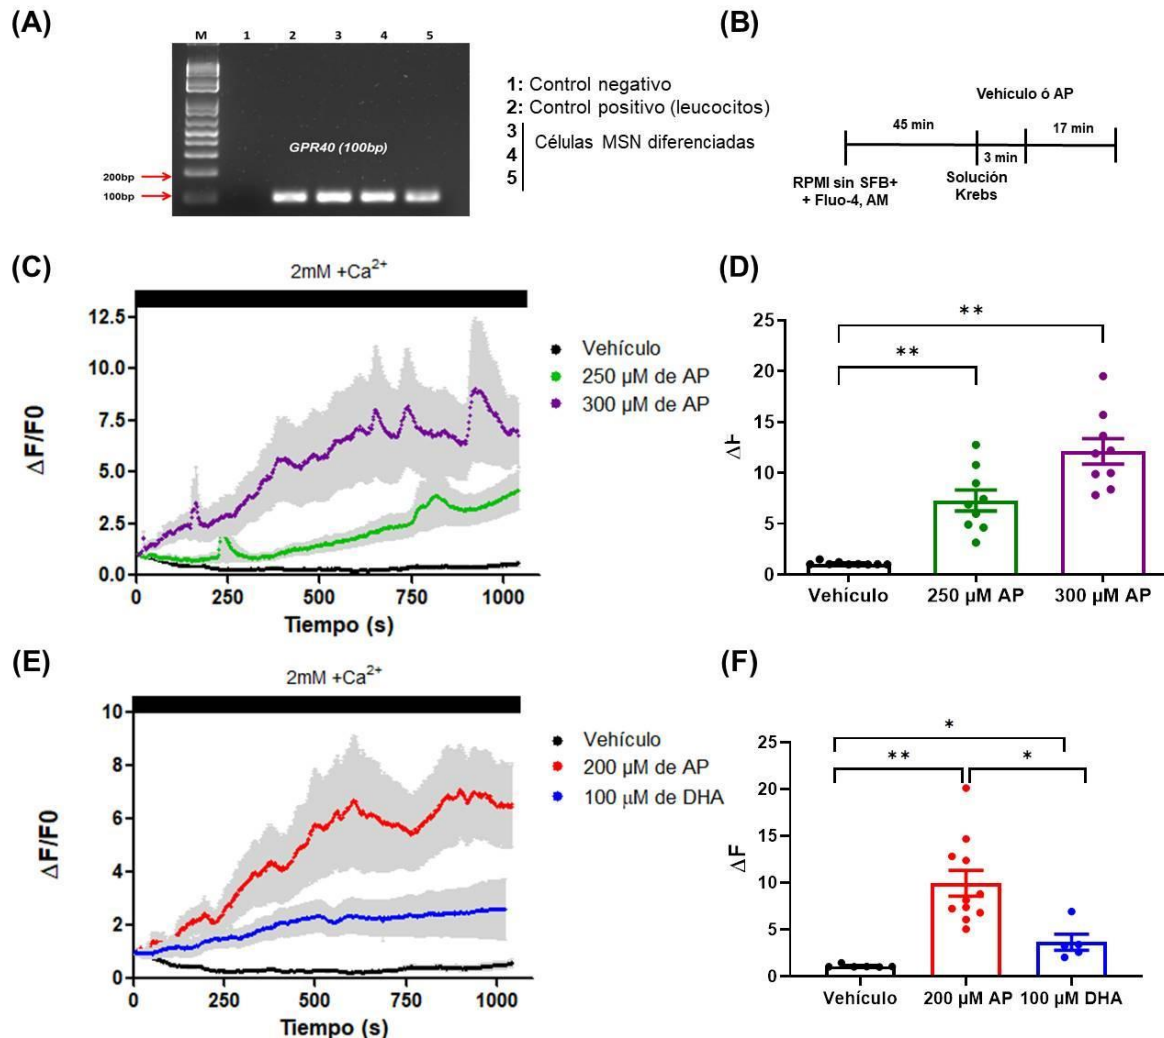 (A)
M 1 2 3 4 5
GPR40 (100bp)
200bp
100bp
1: Control negativo
2: Control positivo (leucocitos)
3
4 Células MSN diferenciadas
5
(B)
Vehículo ó AP
45 min 17 min
3 min
RPMI sin SFB+
+ Fluo-4, AM
Solución
Krebs
(C)
2mM +Ca²⁺
12.5
10.0
7.5
5.0
2.5
0.0
ΔF/F0
0 250 500 750 1000
Tiempo (s)
Vehículo
250 µM de AP
300 µM de AP
(D)
25
20
15
10
5
0
ΔF
** **
Vehículo 250 µM AP 300 µM AP
(E)
2mM +Ca²⁺
10
8
6
4
2
0
ΔF/F0
0 250 500 750 1000
Tiempo (s)
Vehículo
200 µM de AP
100 µM de DHA
(F)
25
20
15
10
5
0
ΔF
*
** *
Vehículo 200 µM AP 100 µM DHA